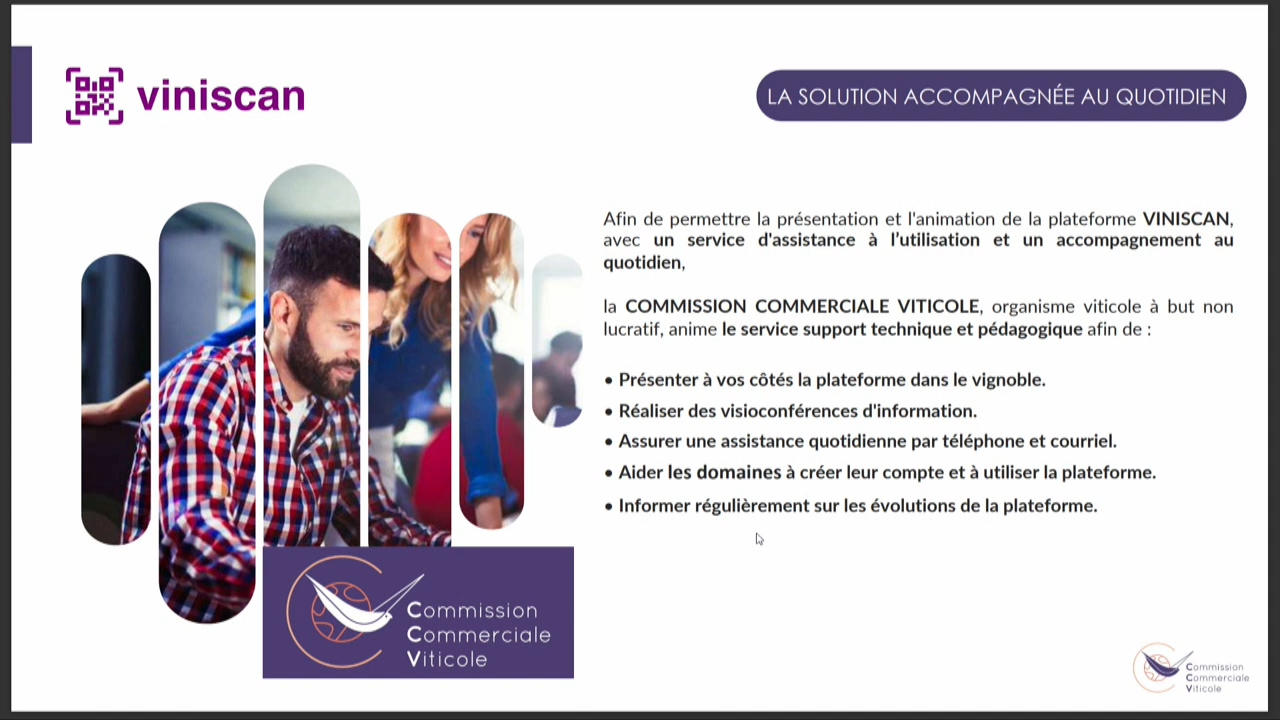 viniscan
LA SOLUTION ACCOMPAGNÉE AU QUOTIDIEN
Afin de permettre la présentation et l'animation de la plateforme VINISCAN,
avec un service d'assistance à l'utilisation et un accompagnement au
quotidien,
la COMMISSION COMMERCIALE VITICOLE, organisme viticole à but non
lucratif, anime le service support technique et pédagogique afin de :
• Présenter à vos côtés la plateforme dans le vignoble.
• Réaliser des visioconférences d'information.
• Assurer une assistance quotidienne par téléphone et courriel.
• Aider les domaines à créer leur compte et à utiliser la plateforme.
• Informer régulièrement sur les évolutions de la plateforme.
Commission
Commerciale
Viticole
Commission
Commerciale
Viticole